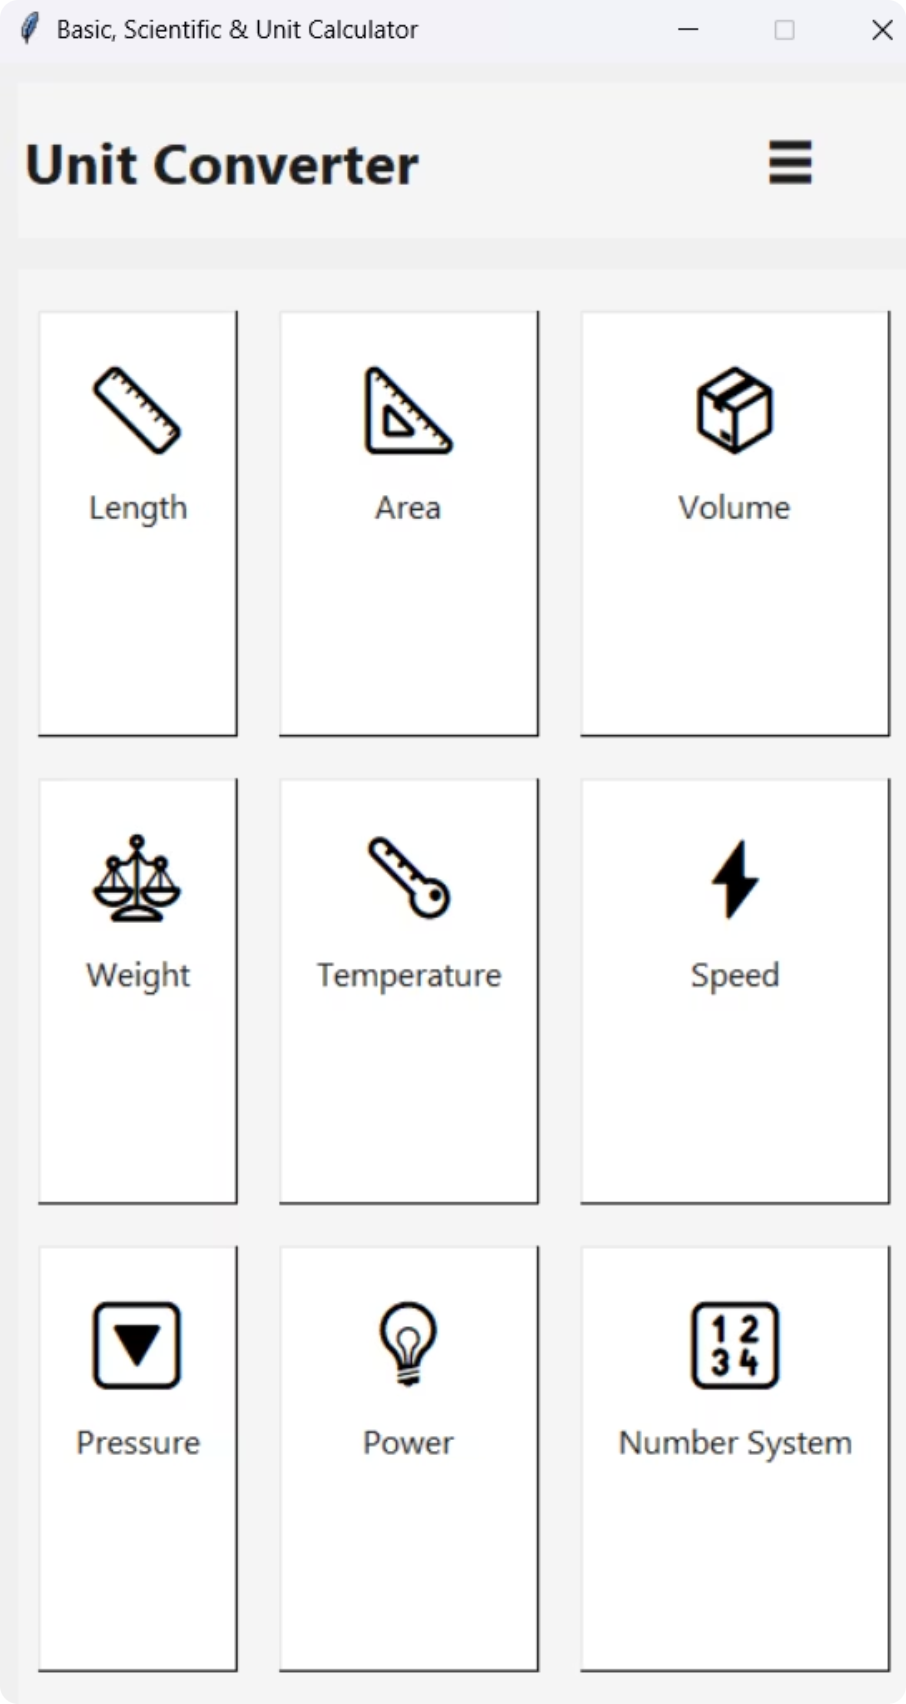 Basic, Scientific & Unit Calculator
Unit Converter
Length
Area
Volume
Weight
Temperature
Speed
Pressure
Power
1 2
3 4
Number System